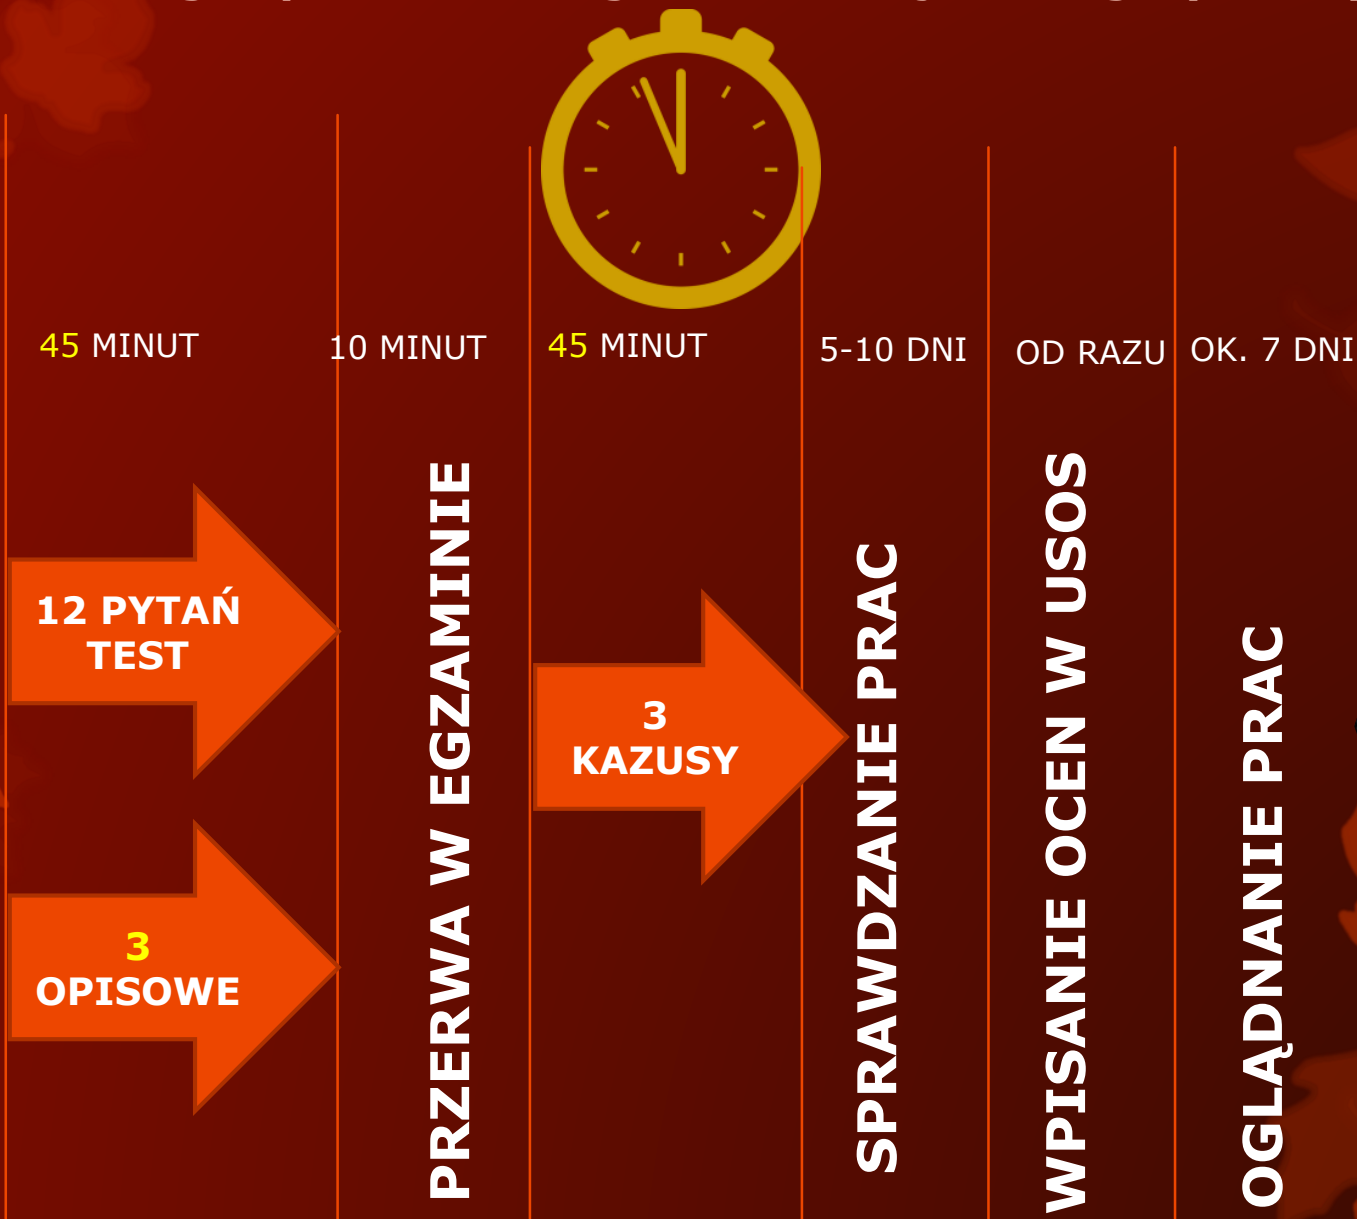 45 MINUT
10 MINUT
45 MINUT
5-10 DNI
OD RAZU
OK. 7 DNI
12 PYTAŃ
TEST
3
OPISOWE
PRZERWA W EGZAMINIE
3
KAZUSY
SPRAWDZANIE PRAC
WPISANIE OCEN W USOS
OGLĄDNANIE PRAC